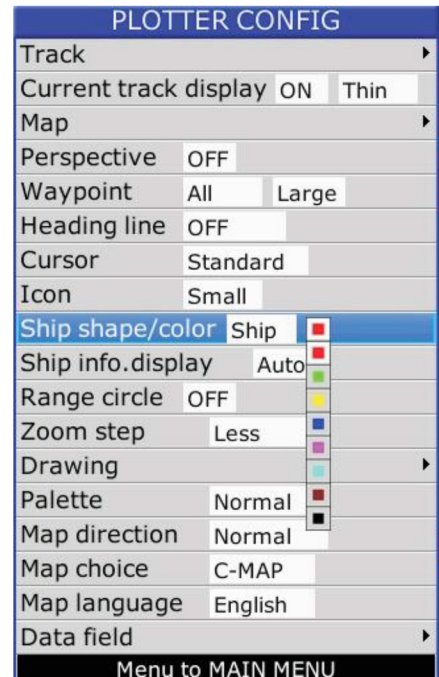 PLOTTER CONFIG
Track
Current track display ON Thin
Map
Perspective OFF
Waypoint All Large
Heading line OFF
Cursor Standard
Icon Small
Ship shape/color Ship
Ship info.display Auto
Range circle OFF
Zoom step Less
Drawing
Palette Normal
Map direction Normal
Map choice C-MAP
Map language English
Data field
Menu to MAIN MENU